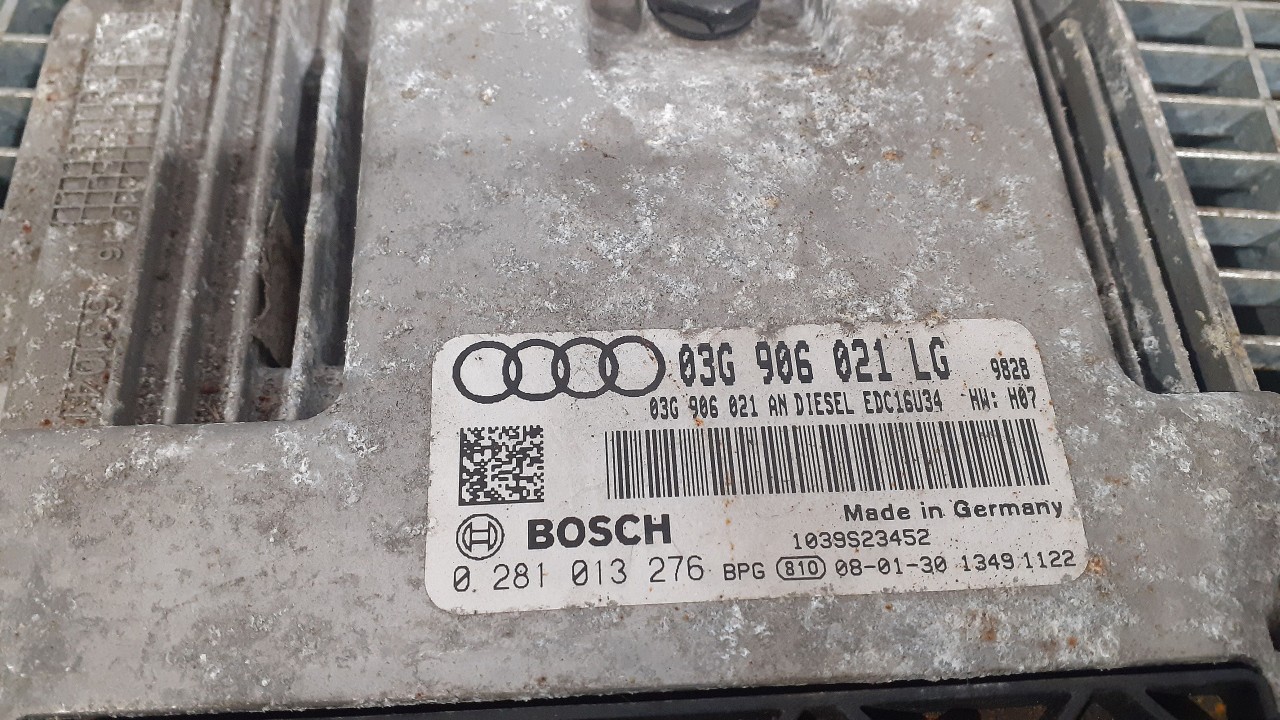 03G 906 021 LG 9828
03G 906 021 AN DIESEL EDC16U34 HW: H07
Made in Germany
BOSCH 1039S23452
0 281 013 276 BPG 810 08-01-30 1349 1122